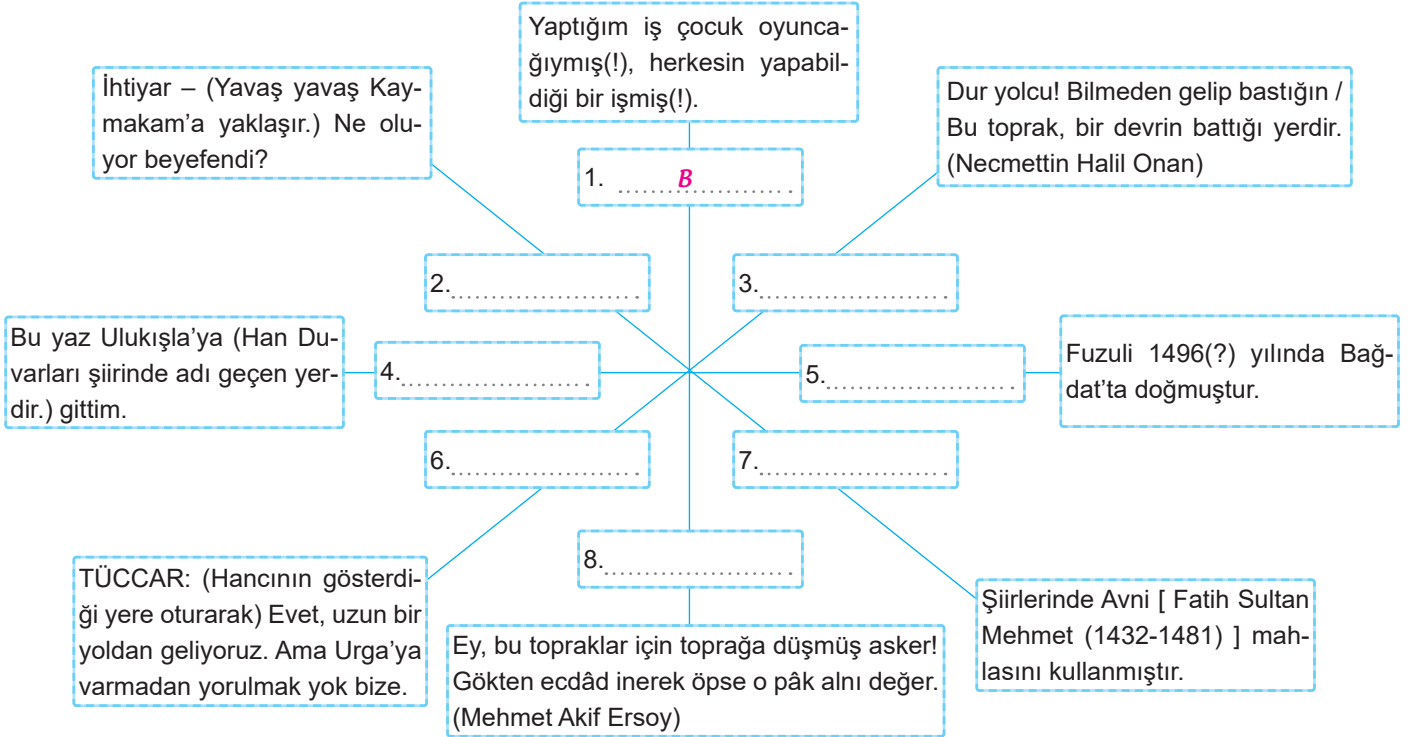 Yaptığım iş çocuk oyunca-
ğıymış(!), herkesin yapabil-
diği bir işmiş(!).
İhtiyar – (Yavaş yavaş Kay-
makam’a yaklaşır.) Ne olu-
yor beyefendi?
Dur yolcu! Bilmeden gelip bastığın /
Bu toprak, bir devrin battığı yerdir.
(Necmettin Halil Onan)
1. B
2.
3.
Bu yaz Ulukışla’ya (Han Du-
varları şiirinde adı geçen yer-
dir.) gittim.
4.
5.
Fuzuli 1496(?) yılında Bağ-
dat’ta doğmuştur.
6.
7.
8.
TÜCCAR: (Hancının gösterdi-
ği yere oturarak) Evet, uzun bir
yoldan geliyoruz. Ama Urga’ya
varmadan yorulmak yok bize.
Ey, bu topraklar için toprağa düşmüş asker!
Gökten ecdâd inerek öpse o pâk alnı değer.
(Mehmet Akif Ersoy)
Şiirlerinde Avni [ Fatih Sultan
Mehmet (1432-1481) ] mah-
lasını kullanmıştır.